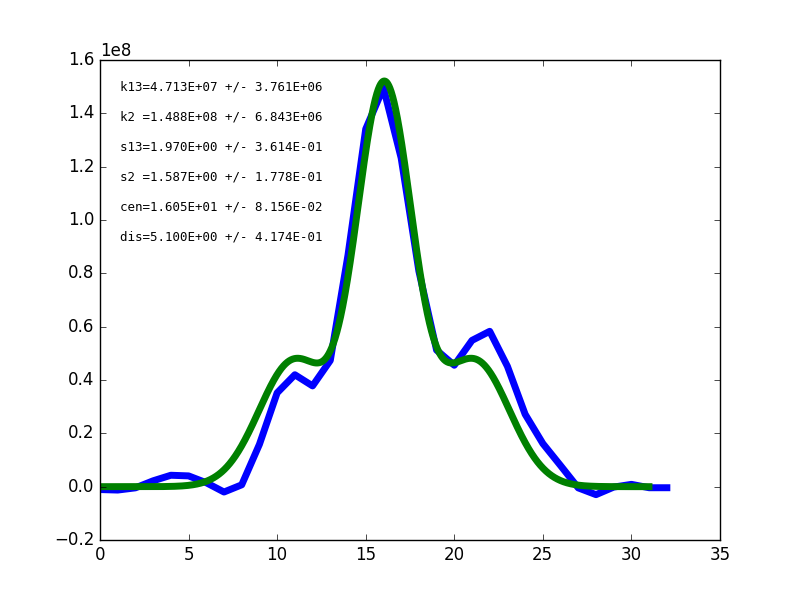 1e8
k13=4.713E+07 +/- 3.761E+06
k2 =1.488E+08 +/- 6.843E+06
s13=1.970E+00 +/- 3.614E-01
s2 =1.587E+00 +/- 1.778E-01
cen=1.605E+01 +/- 8.156E-02
dis=5.100E+00 +/- 4.174E-01
1.6
1.4
1.2
1.0
0.8
0.6
0.4
0.2
0.0
−0.2
0 5 10 15 20 25 30 35